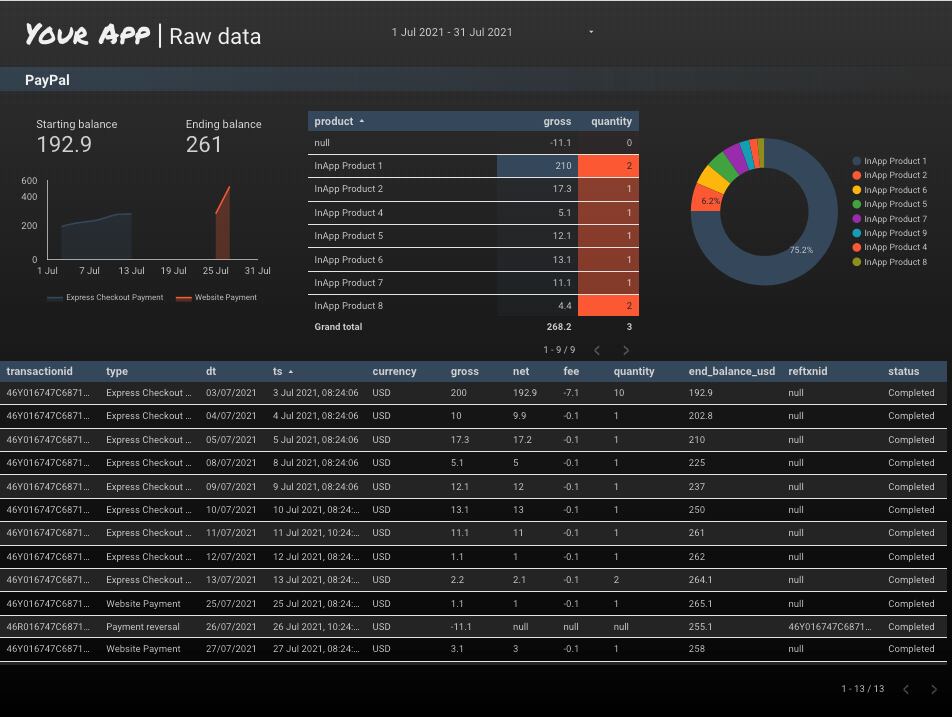 Your App | Raw data
1 Jul 2021 - 31 Jul 2021
PayPal
Starting balance
192.9
Ending balance
261
600
400
200
0
1 Jul 7 Jul 13 Jul 19 Jul 25 Jul 31 Jul
Express Checkout Payment Website Payment
product gross quantity
null -11.1 0
InApp Product 1 210 2
InApp Product 2 17.3 1
InApp Product 4 5.1 1
InApp Product 5 12.1 1
InApp Product 6 13.1 1
InApp Product 7 11.1 1
InApp Product 8 4.4 2
Grand total 268.2 3
1 - 9 / 9
6.2%
75.2%
InApp Product 1
InApp Product 2
InApp Product 6
InApp Product 5
InApp Product 7
InApp Product 9
InApp Product 4
InApp Product 8
transactionid type dt ts currency gross net fee quantity end_balance_usd reftxnid status
46Y016747C6871... Express Checkout ... 03/07/2021 3 Jul 2021, 08:24:06 USD 200 192.9 -7.1 10 192.9 null Completed
46Y016747C6871... Express Checkout ... 04/07/2021 4 Jul 2021, 08:24:06 USD 10 9.9 -0.1 1 202.8 null Completed
46Y016747C6871... Express Checkout ... 05/07/2021 5 Jul 2021, 08:24:06 USD 17.3 17.2 -0.1 1 210 null Completed
46Y016747C6871... Express Checkout ... 08/07/2021 8 Jul 2021, 08:24:06 USD 5.1 5 -0.1 1 225 null Completed
46Y016747C6871... Express Checkout ... 09/07/2021 9 Jul 2021, 08:24:06 USD 12.1 12 -0.1 1 237 null Completed
46Y016747C6871... Express Checkout ... 10/07/2021 10 Jul 2021, 08:24:... USD 13.1 13 -0.1 1 250 null Completed
46Y016747C6871... Express Checkout ... 11/07/2021 11 Jul 2021, 10:24:... USD 11.1 11 -0.1 1 261 null Completed
46Y016747C6871... Express Checkout ... 12/07/2021 12 Jul 2021, 08:24:... USD 1.1 1 -0.1 1 262 null Completed
46Y016747C6871... Express Checkout ... 13/07/2021 13 Jul 2021, 08:24:... USD 2.2 2.1 -0.1 2 264.1 null Completed
46Y016747C6871... Website Payment 25/07/2021 25 Jul 2021, 08:24:... USD 1.1 1 -0.1 1 265.1 null Completed
46R016747C6871... Payment reversal 26/07/2021 26 Jul 2021, 10:24:... USD -11.1 null null null 255.1 46Y016747C6871... Completed
46Y016747C6871... Website Payment 27/07/2021 27 Jul 2021, 08:24:... USD 3.1 3 -0.1 1 258 null Completed
1 - 13 / 13